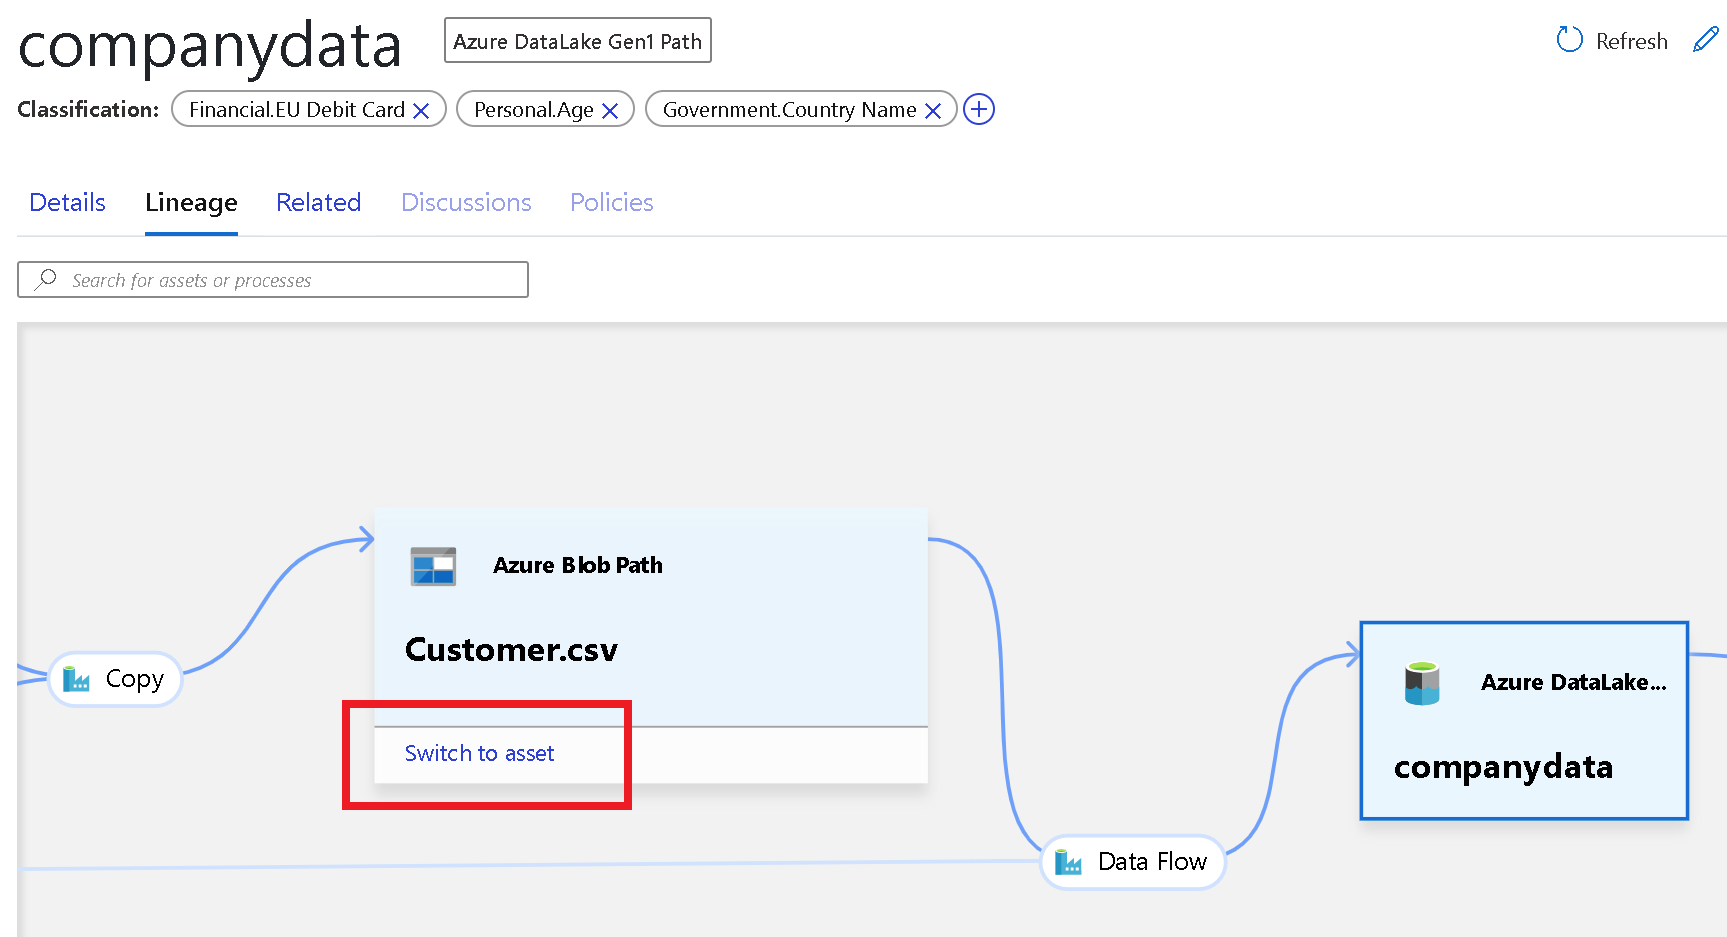 companydata
Azure DataLake Gen1 Path
Refresh
Classification: Financial.EU Debit Card Personal.Age Government.Country Name
Details Lineage Related Discussions Policies
Search for assets or processes
Azure Blob Path
Customer.csv
Switch to asset
Copy
Azure DataLake...
companydata
Data Flow